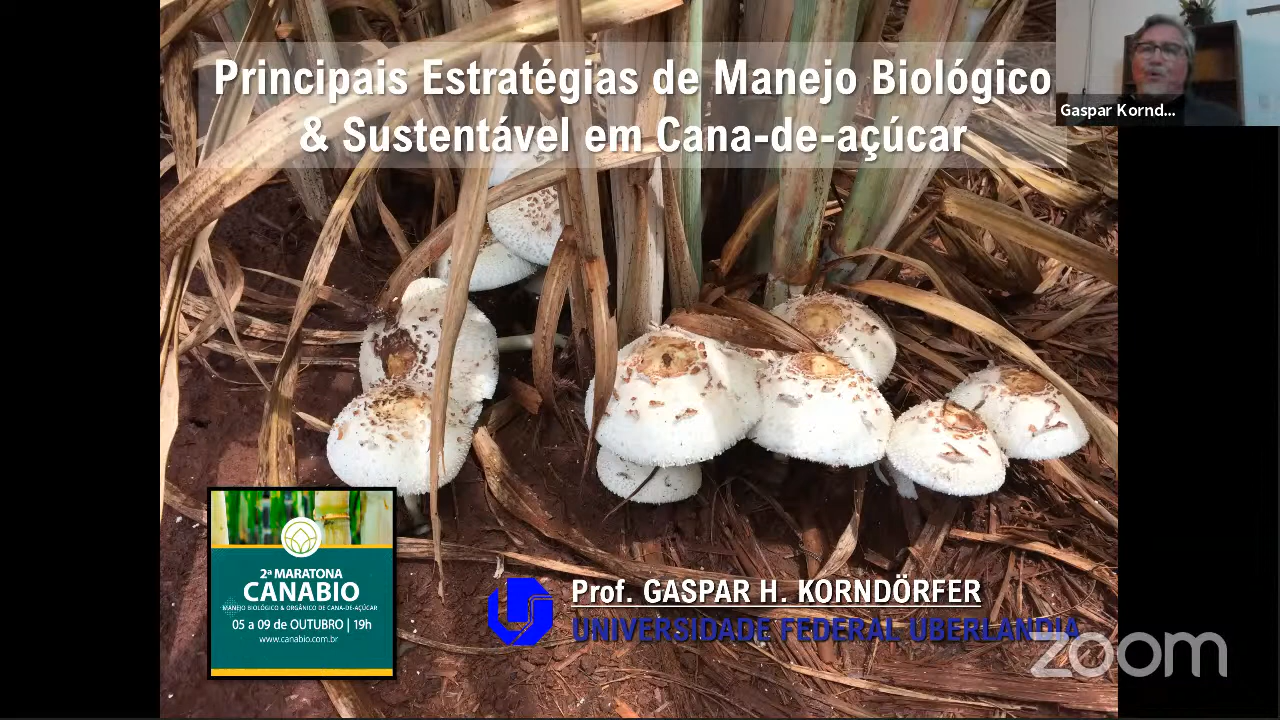 Principais Estratégias de Manejo Biológico
& Sustentável em Cana-de-açúcar
Gaspar Kornd...
2ª MARATONA
CANABIO
MANEJO BIOLÓGICO & ORGÂNICO DE CANA-DE-AÇÚCAR
05 a 09 de OUTUBRO | 19h
www.canabio.com.br
Prof. GASPAR H. KORNDÖRFER
UNIVERSIDADE FEDERAL UBERLANDIA
zoom